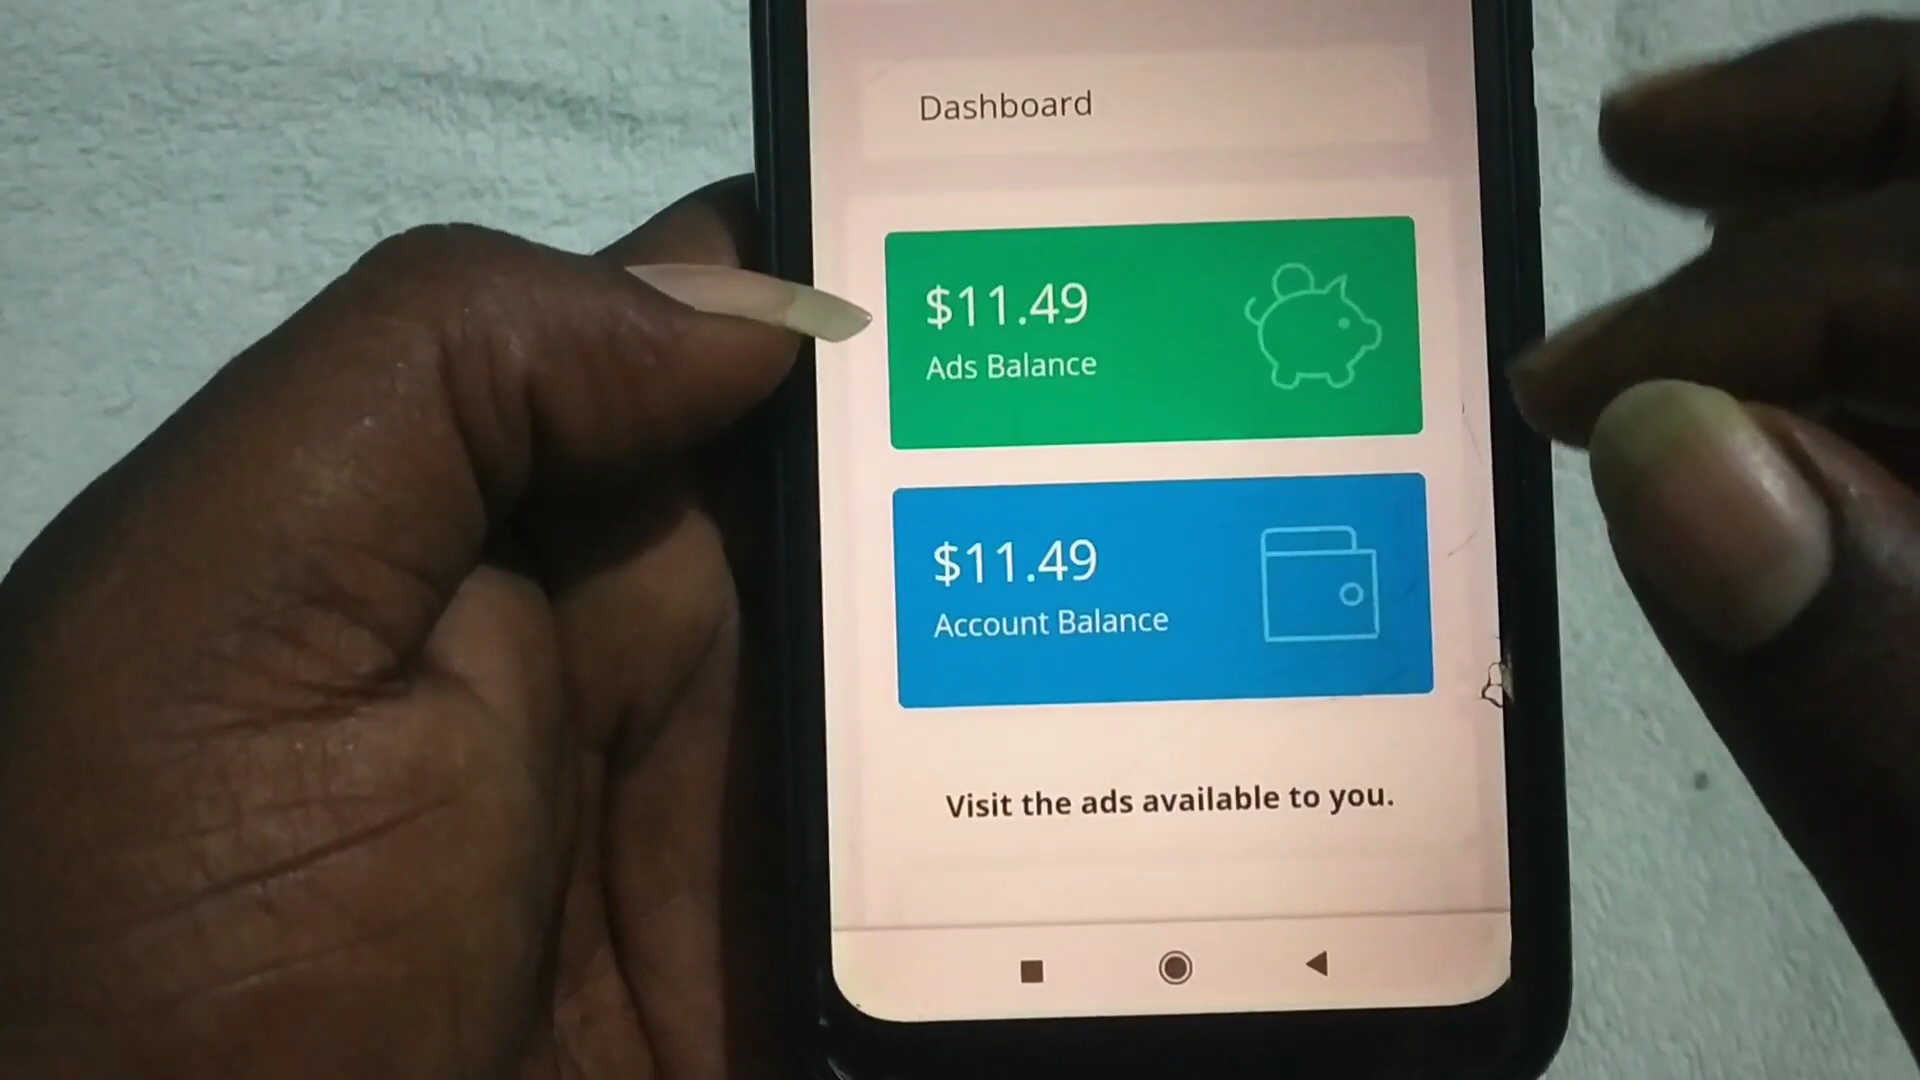 Dashboard
$11.49
Ads Balance
$11.49
Account Balance
Visit the ads available to you.